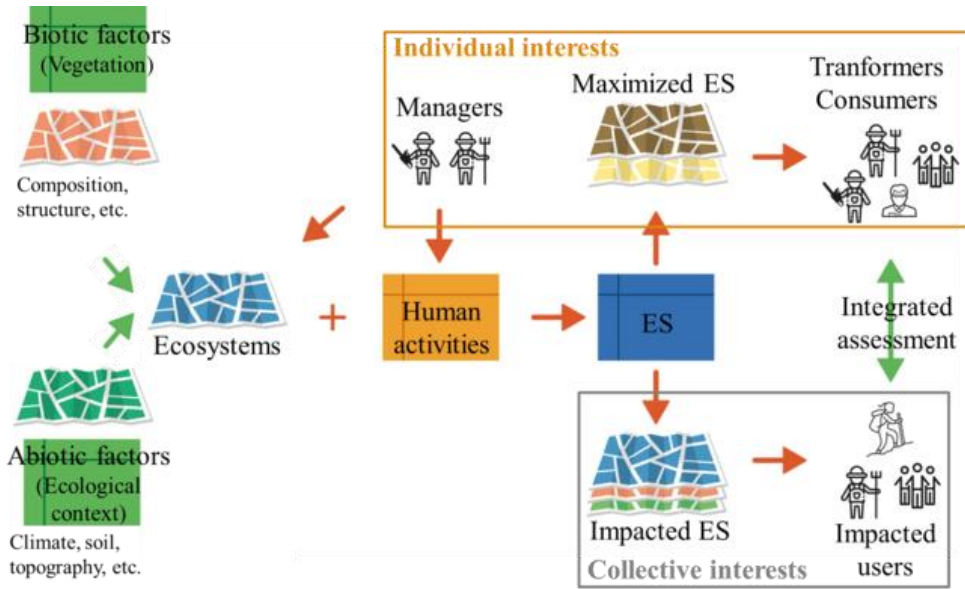 Biotic factors
(Vegetation)
Composition,
structure, etc.
Ecosystems
Abiotic factors
(Ecological
context)
Climate, soil,
topography, etc.
Individual interests
Managers
Maximized ES
Tranformers
Consumers
Human
activities
ES
Integrated
assessment
Impacted ES
Impacted
users
Collective interests